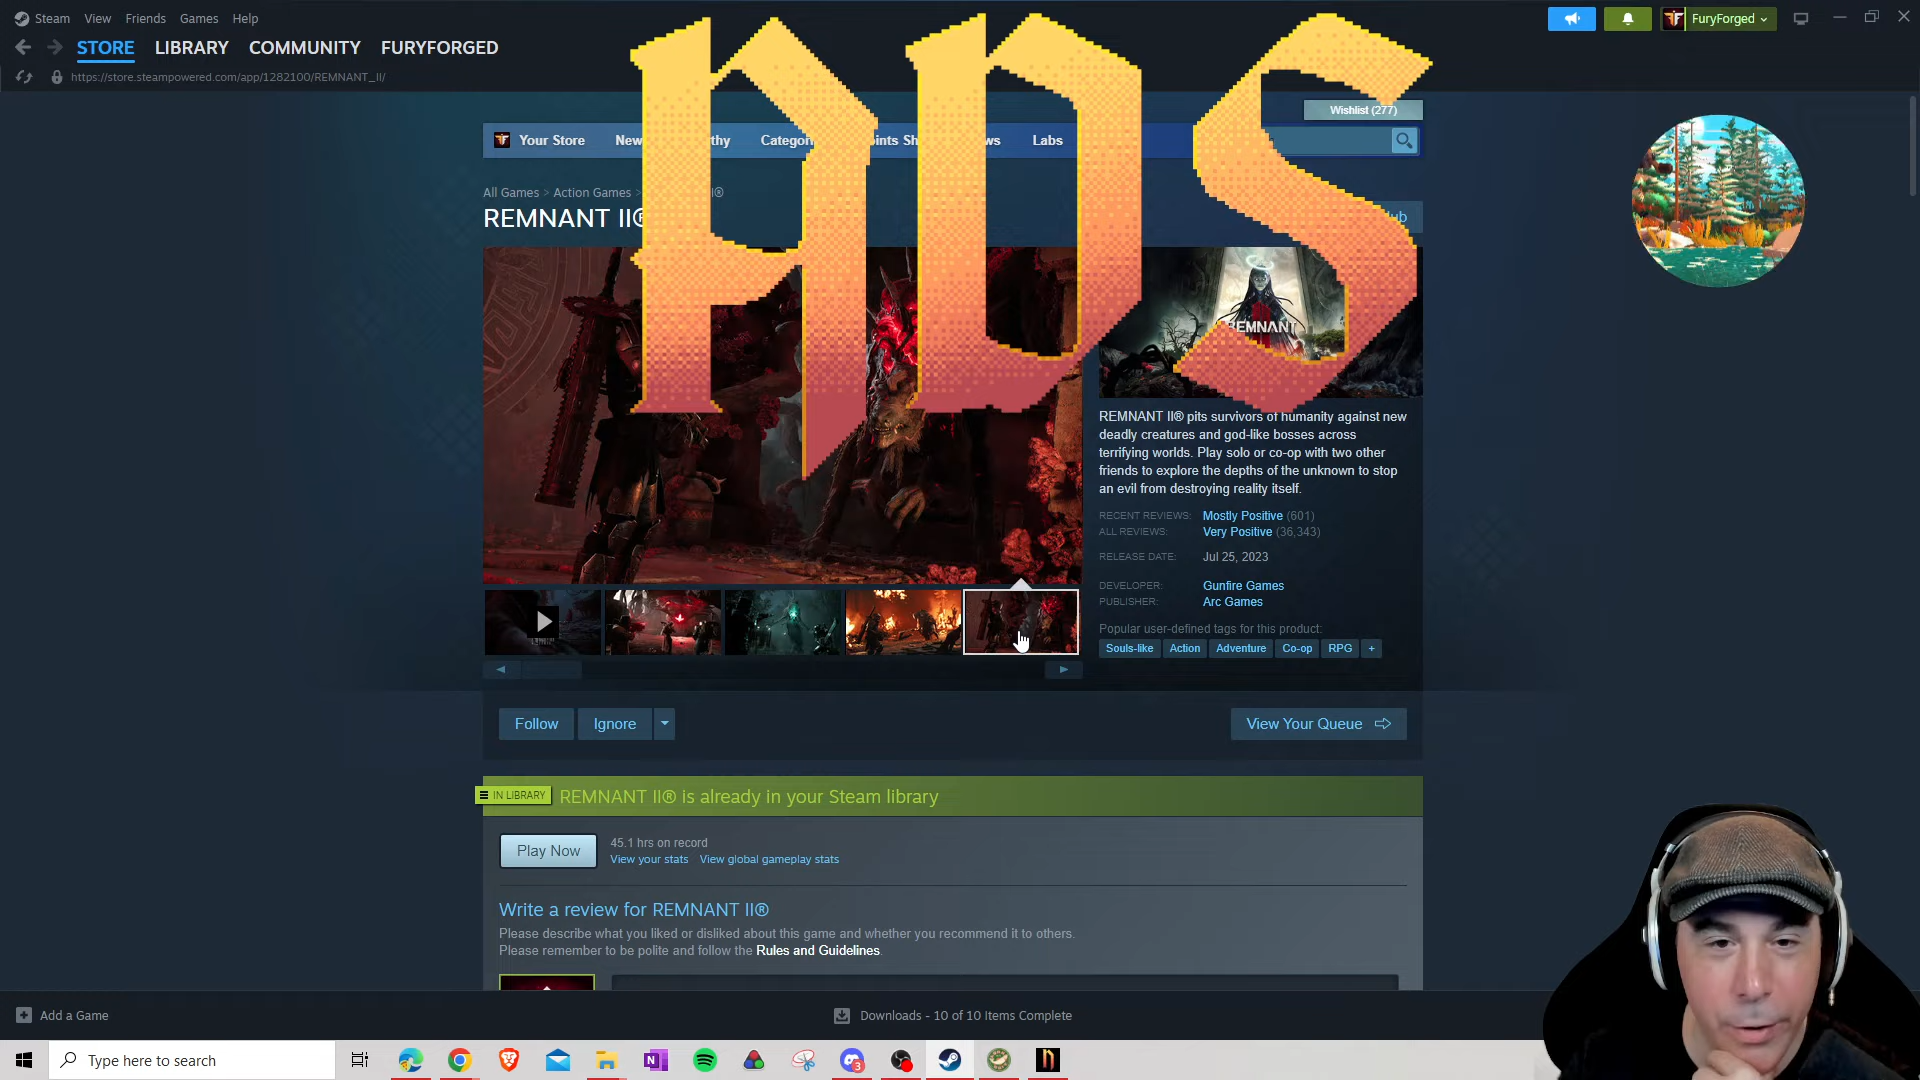 Steam View Friends Games Help
FuryForged
STORE LIBRARY COMMUNITY FURYFORGED
https://store.steampowered.com/app/1282100/REMNANT_II/
Wishlist (277)
Your Store New thy Categor ints Sh ws Labs
All Games > Action Games > I®
REMNANT II®
ub
ADS
REMNANT
REMNANT II® pits survivors of humanity against new
deadly creatures and god-like bosses across
terrifying worlds. Play solo or co-op with two other
friends to explore the depths of the unknown to stop
an evil from destroying reality itself.
RECENT REVIEWS: Mostly Positive (601)
ALL REVIEWS: Very Positive (36,343)
RELEASE DATE: Jul 25, 2023
DEVELOPER: Gunfire Games
PUBLISHER: Arc Games
Popular user-defined tags for this product:
Souls-like Action Adventure Co-op RPG +
Follow Ignore View Your Queue
IN LIBRARY REMNANT II® is already in your Steam library
Play Now 45.1 hrs on record
View your stats View global gameplay stats
Write a review for REMNANT II®
Please describe what you liked or disliked about this game and whether you recommend it to others.
Please remember to be polite and follow the Rules and Guidelines.
Add a Game Downloads - 10 of 10 Items Complete
Type here to search N 3